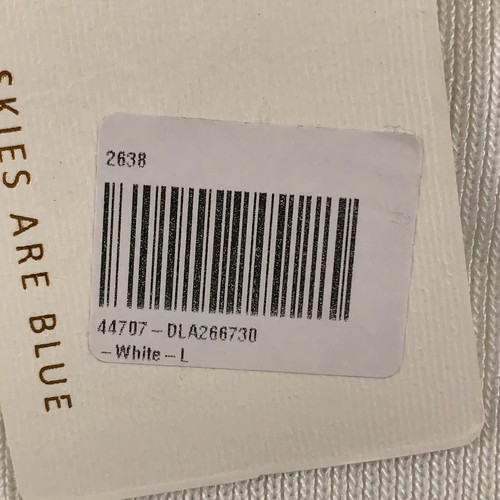 SKIES ARE BLUE
2638
44707-DLA266730
-White-L